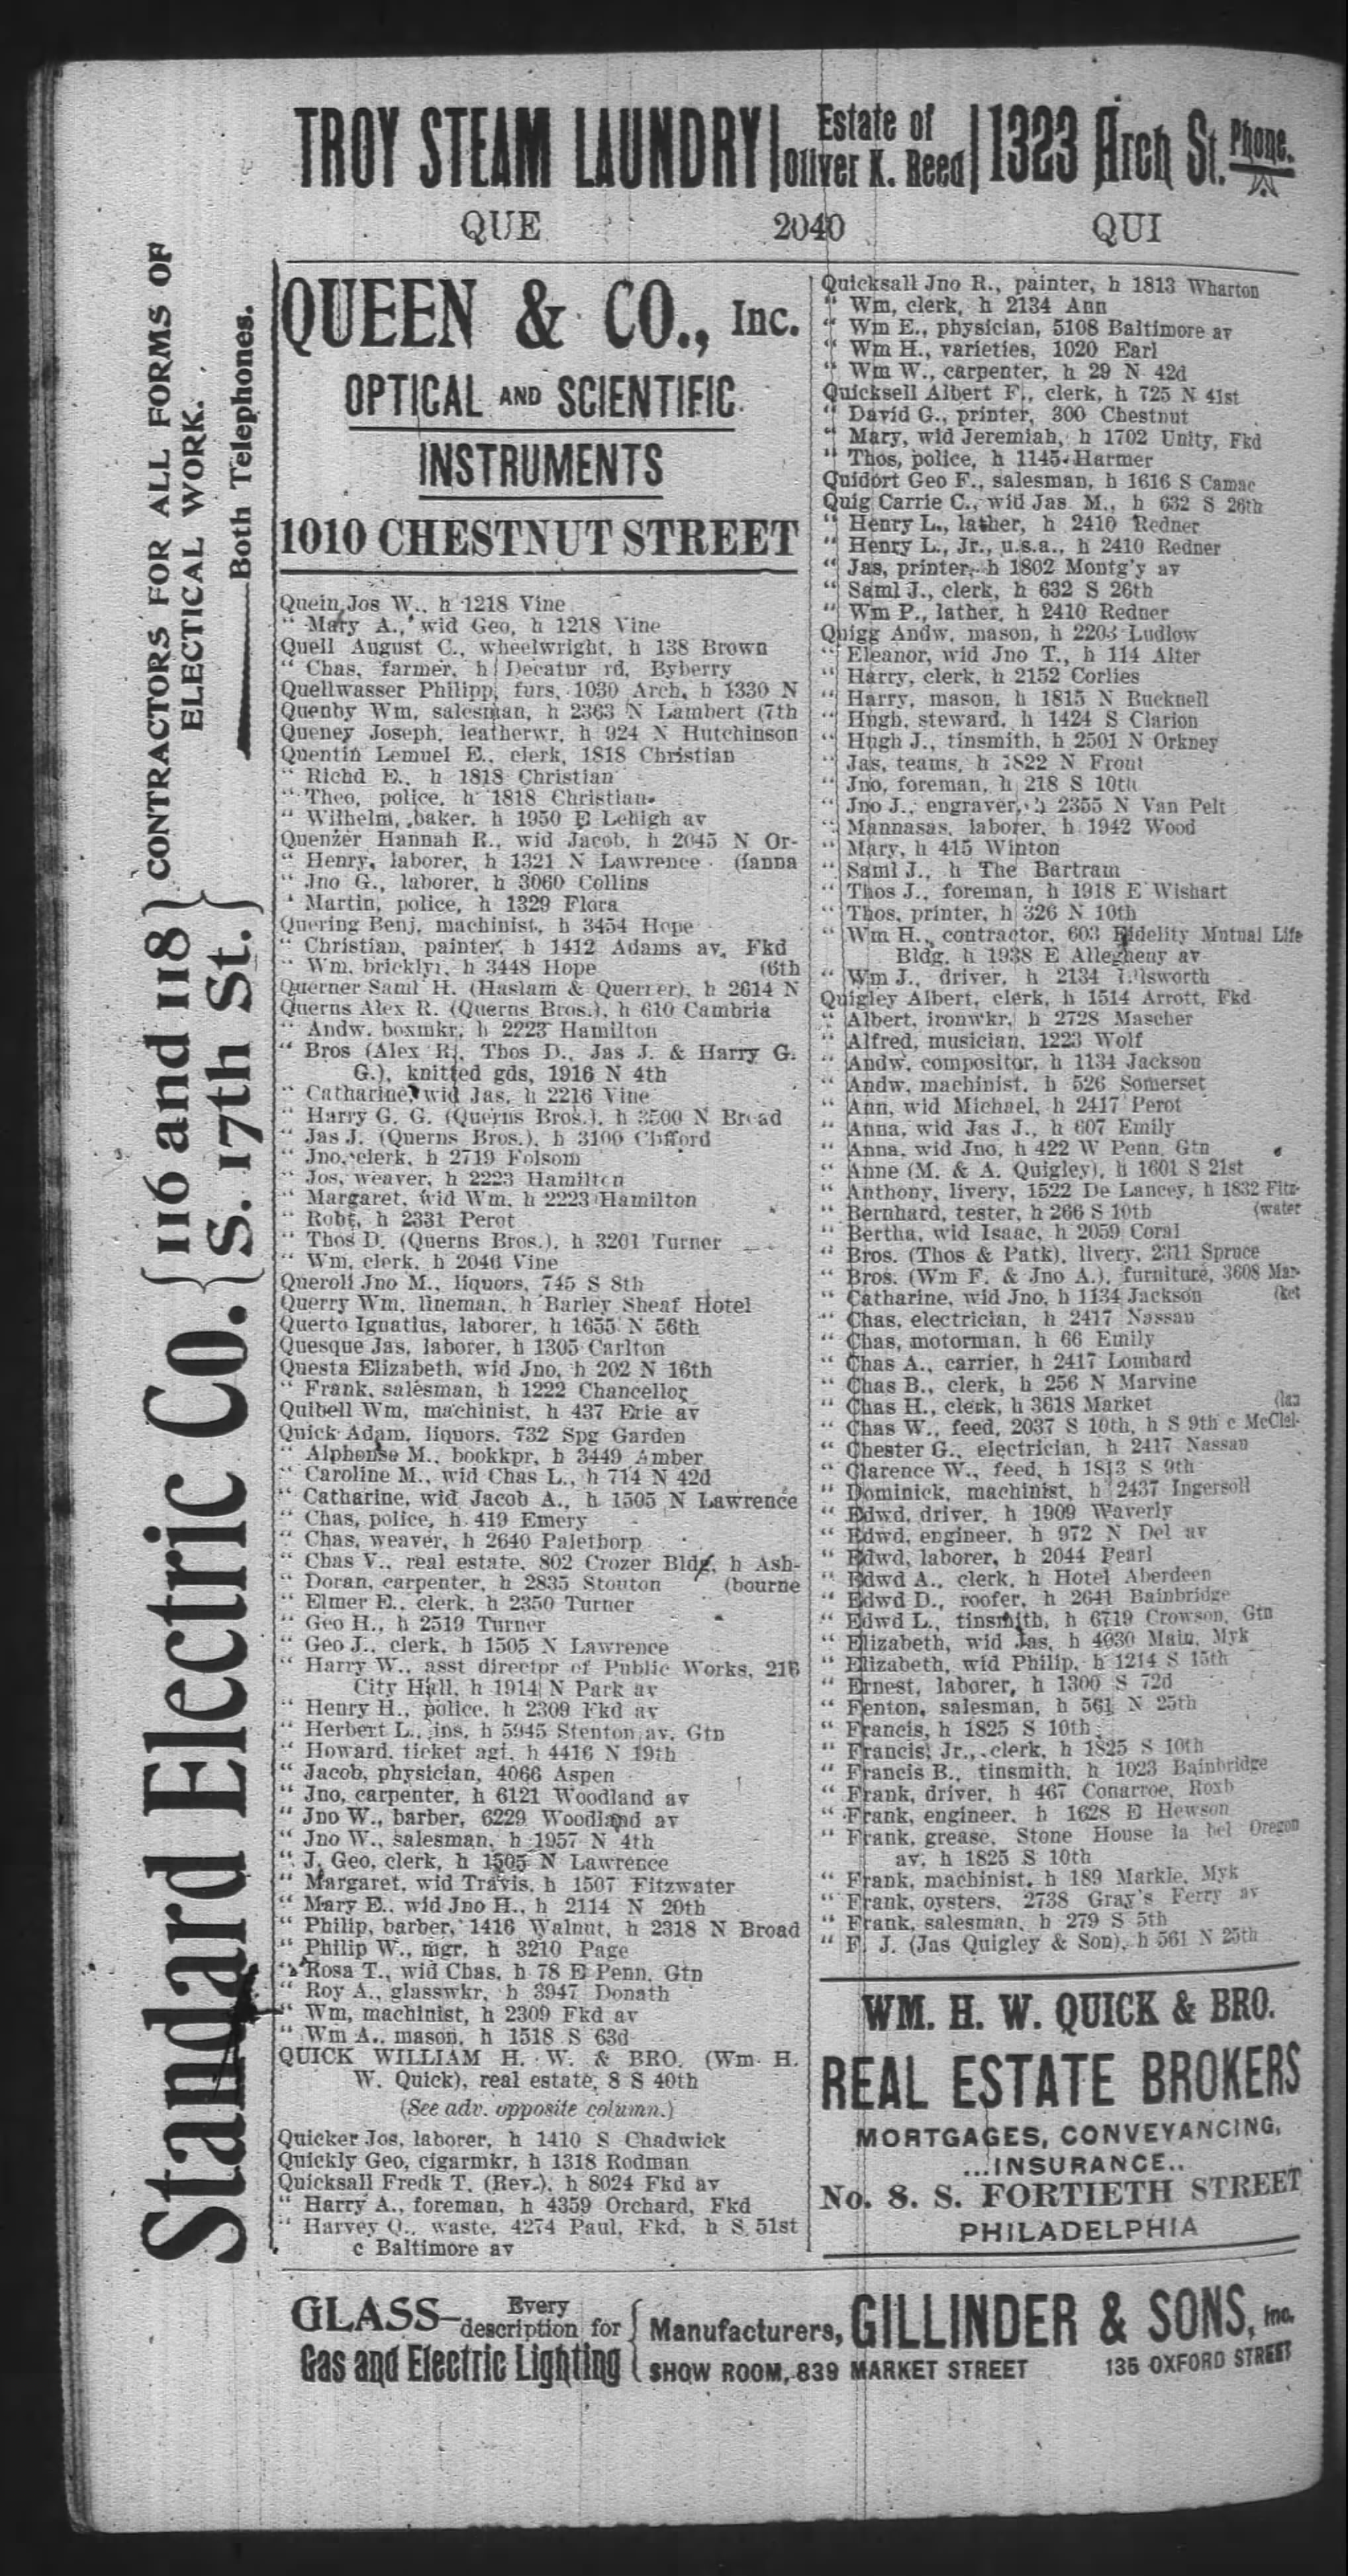 TROY STEAM LAUNDRY | Estate of Oliver K. Reed | 1323 Arch St. Phone.
QUE 2040 QUI
Standard Electric Co. {116 and 118 S. 17th St.}
CONTRACTORS FOR ALL FORMS OF
ELECTICAL WORK.
Both Telephones.
QUEEN & CO., Inc.
OPTICAL AND SCIENTIFIC
INSTRUMENTS
1010 CHESTNUT STREET
Quein Jos W., h 1218 Vine
" Mary A., wid Geo, h 1218 Vine
Quell August C., wheelwright, h 138 Brown
" Chas, farmer, h Decatur rd, Byberry
Quellwasser Philipp, furs, 1030 Arch, h 1330 N
Quenby Wm, salesman, h 2363 N Lambert (7th
Queney Joseph, leatherwr, h 924 N Hutchinson
Quentin Lemuel E., clerk, 1818 Christian
" Richd E., h 1818 Christian
" Theo, police, h 1818 Christian
" Wilhelm, baker, h 1950 E Lehigh av
Quenzer Hannah R., wid Jacob, h 2045 N Or-
" Henry, laborer, h 1321 N Lawrence (ianna
" Jno G., laborer, h 3060 Collins
" Martin, police, h 1329 Flora
Quering Benj, machinist, h 3454 Hope
" Christian, painter, h 1412 Adams av, Fkd
" Wm, bricklyr, h 3448 Hope (6th
Querner Saml H. (Haslam & Querner), h 2614 N
Querns Alex R. (Querns Bros.), h 610 Cambria
" Andw, boxmkr, h 2223 Hamilton
" Bros (Alex R., Thos D., Jas J. & Harry G.
G.), knitted gds, 1916 N 4th
" Catharine, wid Jas, h 2216 Vine
" Harry G. G. (Querns Bros.), h 3500 N Broad
" Jas J. (Querns Bros.), h 3100 Clifford
" Jno, clerk, h 2719 Folsom
" Jos, weaver, h 2223 Hamilton
" Margaret, wid Wm, h 2223 Hamilton
" Robt, h 2331 Perot
" Thos D. (Querns Bros.), h 3201 Turner
" Wm, clerk, h 2046 Vine
Queroli Jno M., liquors, 745 S 8th
Querry Wm, lineman, h Barley Sheaf Hotel
Querto Ignatius, laborer, h 1655 N 56th
Quesque Jas, laborer, h 1305 Carlton
Questa Elizabeth, wid Jno, h 202 N 16th
" Frank, salesman, h 1222 Chancellor
Quibell Wm, machinist, h 437 Erie av
Quick Adam, liquors, 732 Spg Garden
" Alphonse M., bookkpr, h 3449 Amber
" Caroline M., wid Chas L., h 714 N 42d
" Catharine, wid Jacob A., h 1505 N Lawrence
" Chas, police, h 419 Emery
" Chas, weaver, h 2640 Palethorp
" Chas V., real estate, 802 Crozer Bldg, h Ash-
" Doran, carpenter, h 2835 Stouton (bourne
" Elmer E., clerk, h 2350 Turner
" Geo H., h 2519 Turner
" Geo J., clerk, h 1505 N Lawrence
" Harry W., asst director of Public Works, 216
City Hall, h 1914 N Park av
" Henry H., police, h 2309 Fkd av
" Herbert L., ins, h 5945 Stenton av, Gtn
" Howard, ticket agt, h 4416 N 19th
" Jacob, physician, 4066 Aspen
" Jno, carpenter, h 6121 Woodland av
" Jno W., barber, 6229 Woodland av
" Jno W., salesman, h 1957 N 4th
" J. Geo, clerk, h 1505 N Lawrence
" Margaret, wid Travis, h 1507 Fitzwater
" Mary E., wid Jno H., h 2114 N 20th
" Philip, barber, 1416 Walnut, h 2318 N Broad
" Philip W., mgr, h 3210 Page
" Rosa T., wid Chas, h 78 E Penn, Gtn
" Roy A., glasswkr, h 3947 Donath
" Wm, machinist, h 2309 Fkd av
" Wm A., mason, h 1518 S 63d
QUICK WILLIAM H. W. & BRO. (Wm H.
W. Quick), real estate, 8 S 40th
(See adv. opposite column.)
Quicker Jos, laborer, h 1410 S Chadwick
Quickly Geo, cigarmkr, h 1318 Rodman
Quicksall Fredk T. (Rev.), h 8024 Fkd av
" Harry A., foreman, h 4359 Orchard, Fkd
" Harvey Q., waste, 4274 Paul, Fkd, h S 51st
c Baltimore av
Quicksall Jno R., painter, h 1813 Wharton
" Wm, clerk, h 2134 Ann
" Wm E., physician, 5108 Baltimore av
" Wm H., varieties, 1020 Earl
" Wm W., carpenter, h 29 N 42d
Quicksell Albert F., clerk, h 725 N 41st
" David G., printer, 300 Chestnut
" Mary, wid Jeremiah, h 1702 Unity, Fkd
" Thos, police, h 1145 Harmer
Quidort Geo F., salesman, h 1616 S Camac
Quig Carrie C., wid Jas M., h 632 S 26th
" Henry L., lather, h 2410 Redner
" Henry L., Jr., u.s.a., h 2410 Redner
" Jas, printer, h 1802 Montg'y av
" Saml J., clerk, h 632 S 26th
" Wm P., lather, h 2410 Redner
Quigg Andw, mason, h 2203 Ludlow
" Eleanor, wid Jno T., h 114 Alter
" Harry, clerk, h 2152 Corlies
" Harry, mason, h 1815 N Bucknell
" Hugh, steward, h 1424 S Clarion
" Hugh J., tinsmith, h 2501 N Orkney
" Jas, teams, h 1822 N Front
" Jno, foreman, h 218 S 10th
" Jno J., engraver, h 2355 N Van Pelt
" Mannasas, laborer, h 1942 Wood
" Mary, h 415 Winton
" Saml J., h The Bartram
" Thos J., foreman, h 1918 E Wishart
" Thos, printer, h 326 N 10th
" Wm H., contractor, 603 Fidelity Mutual Life
Bldg, h 1938 E Allegheny av
" Wm J., driver, h 2134 Ellsworth
Quigley Albert, clerk, h 1514 Arrott, Fkd
" Albert, ironwkr, h 2728 Mascher
" Alfred, musician, 1223 Wolf
" Andw, compositor, h 1134 Jackson
" Andw, machinist, h 526 Somerset
" Ann, wid Michael, h 2417 Perot
" Anna, wid Jas J., h 607 Emily
" Anna, wid Jno, h 422 W Penn, Gtn
" Anne (M. & A. Quigley), h 1601 S 21st
" Anthony, livery, 1522 De Lancey, h 1832 Fitz-
" Bernhard, tester, h 266 S 10th (water
" Bertha, wid Isaac, h 2059 Coral
" Bros. (Thos & Patk), livery, 2311 Spruce
" Bros. (Wm F. & Jno A.), furniture, 3608 Mar-
" Catharine, wid Jno, h 1134 Jackson (ket
" Chas, electrician, h 2417 Nassau
" Chas, motorman, h 66 Emily
" Chas A., carrier, h 2417 Lombard
" Chas B., clerk, h 256 N Marvine
" Chas H., clerk, h 3618 Market (lan
" Chas W., feed, 2037 S 10th, h S 9th c McClel-
" Chester G., electrician, h 2417 Nassau
" Clarence W., feed, h 1813 S 9th
" Dominick, machinist, h 2437 Ingersoll
" Edwd, driver, h 1909 Waverly
" Edwd, engineer, h 972 N Del av
" Edwd, laborer, h 2044 Pearl
" Edwd A., clerk, h Hotel Aberdeen
" Edwd D., roofer, h 2641 Bainbridge
" Edwd L., tinsmith, h 6719 Crowson, Gtn
" Elizabeth, wid Jas, h 4030 Main, Myk
" Elizabeth, wid Philip, h 1214 S 15th
" Ernest, laborer, h 1300 S 72d
" Fenton, salesman, h 561 N 25th
" Francis, h 1825 S 10th
" Francis, Jr., clerk, h 1825 S 10th
" Francis B., tinsmith, h 1023 Bainbridge
" Frank, driver, h 467 Conarroe, Roxb
" Frank, engineer, h 1628 E Hewson
" Frank, grease, Stone House la bel Oregon
av, h 1825 S 10th
" Frank, machinist, h 189 Markle, Myk
" Frank, oysters, 2738 Gray's Ferry av
" Frank, salesman, h 279 S 5th
" F. J. (Jas Quigley & Son), h 561 N 25th
WM. H. W. QUICK & BRO.
REAL ESTATE BROKERS
MORTGAGES, CONVEYANCING,
...INSURANCE..
No. 8. S. FORTIETH STREET
PHILADELPHIA
GLASS—Every description for Gas and Electric Lighting
{ Manufacturers, GILLINDER & SONS, Inc.
SHOW ROOM, 839 MARKET STREET 135 OXFORD STREET